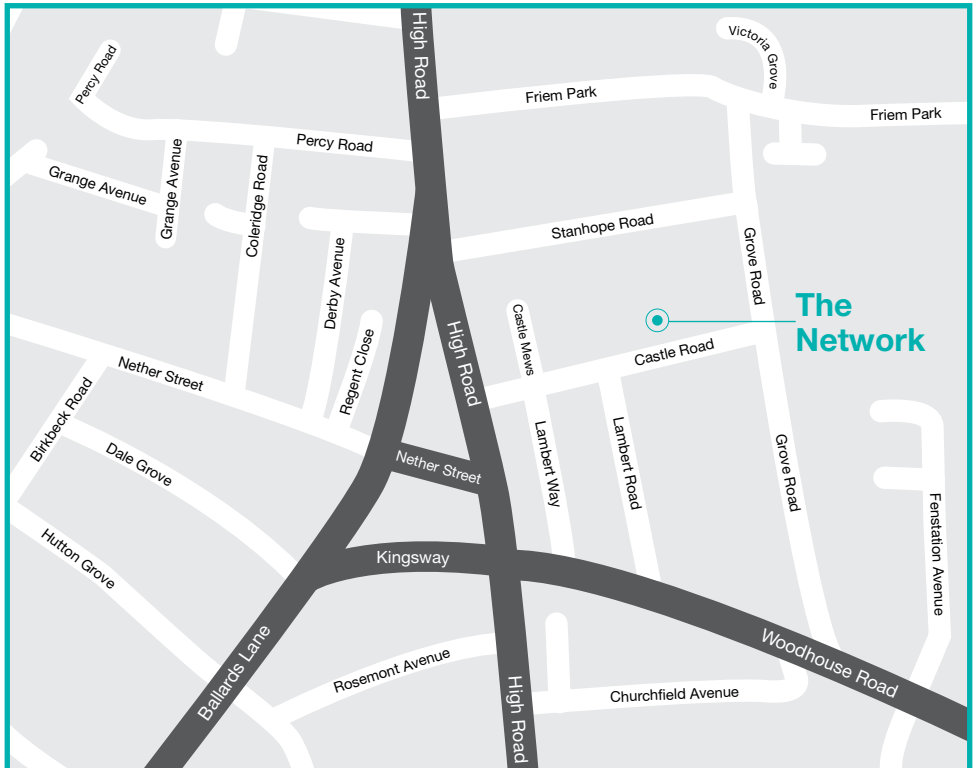 High Road
Victoria Grove
Percy Road
Friem Park
Friem Park
Percy Road
Grange Avenue
Grange Avenue
Coleridge Road
Stanhope Road
Derby Avenue
Grove Road
The
Network
Castle Mews
High Road
Castle Road
Regent Close
Nether Street
Birkbeck Road
Dale Grove
Nether Street
Lambert Way
Lambert Road
Grove Road
Fenstation Avenue
Hutton Grove
Kingsway
Ballards Lane
Rosemont Avenue
Woodhouse Road
Churchfield Avenue
High Road